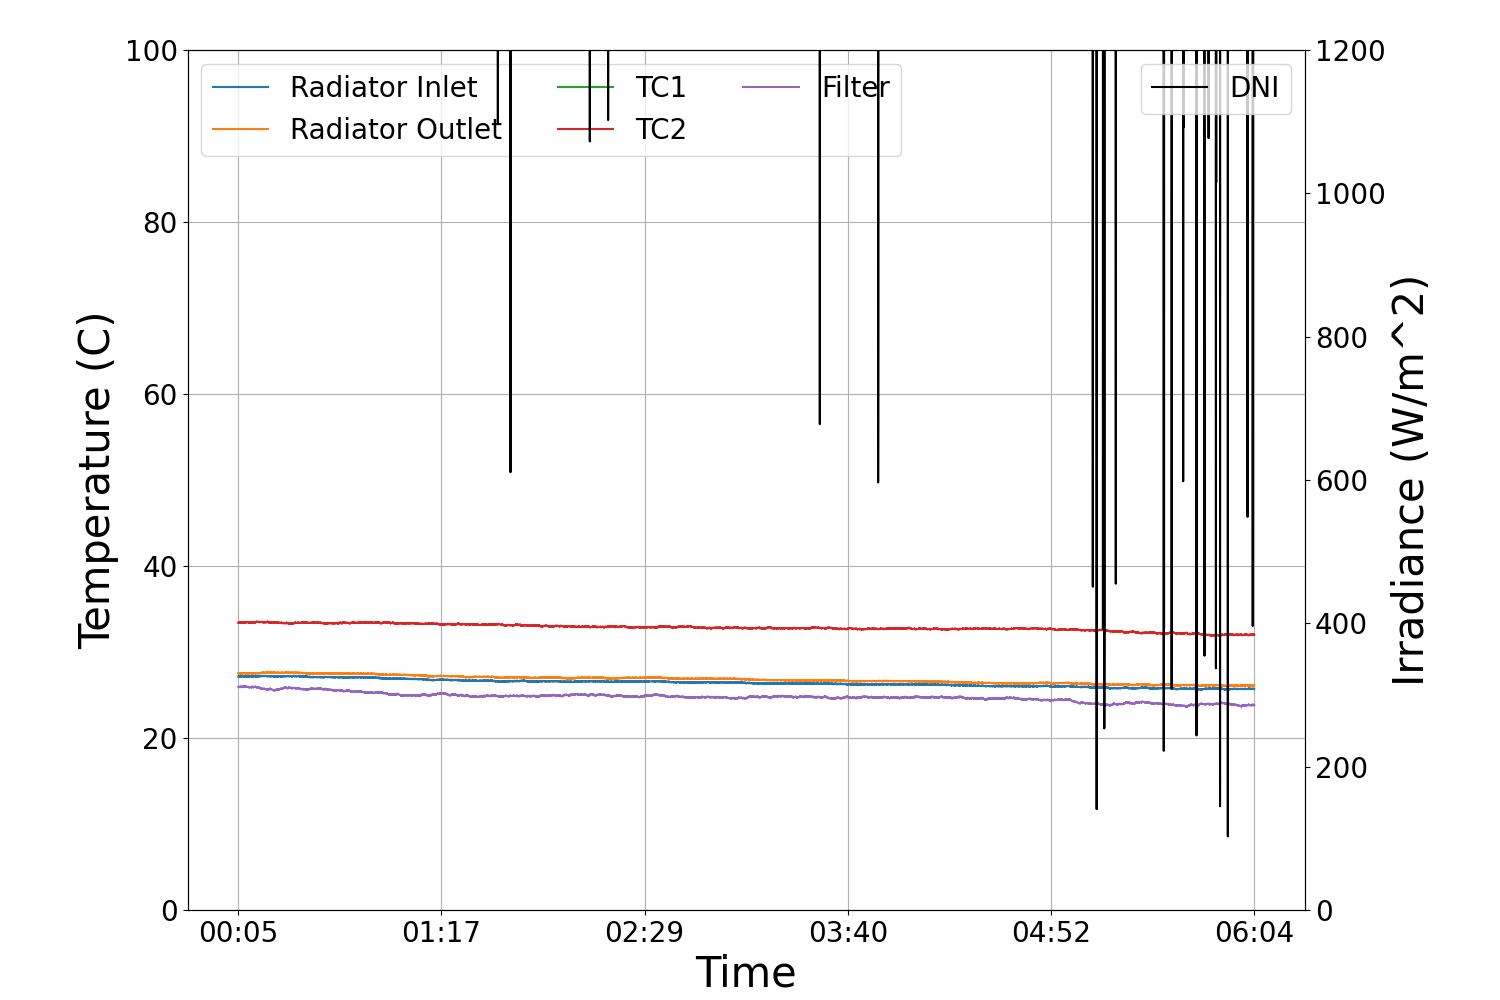 100
80
60
40
20
0
Temperature (C)
Radiator Inlet
Radiator Outlet
TC1
TC2
Filter
DNI
1200
1000
800
600
400
200
0
Irradiance (W/m^2)
00:05
01:17
02:29
03:40
04:52
06:04
Time